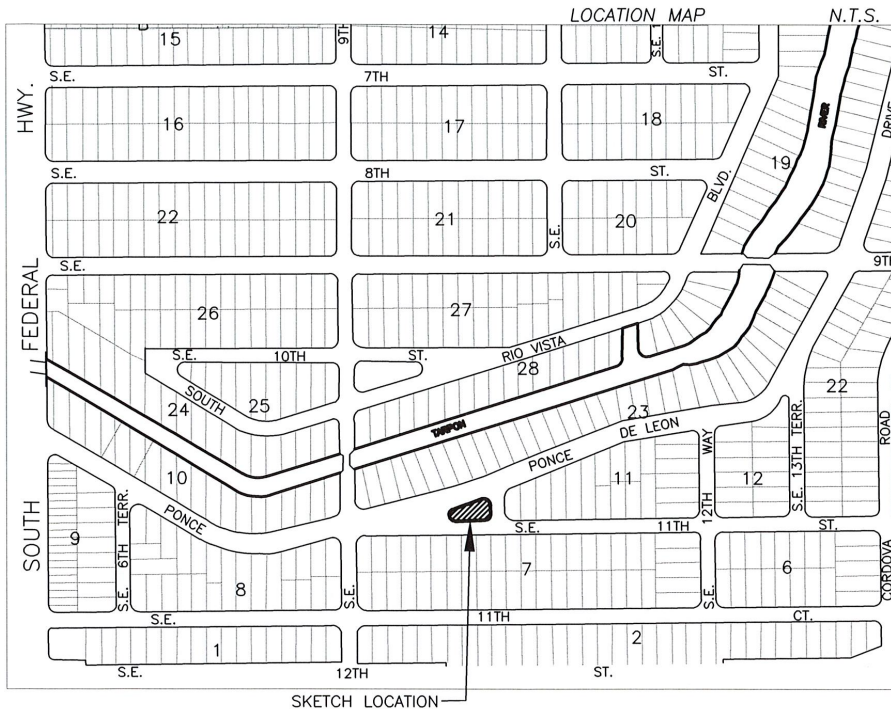 LOCATION MAP N.T.S.
15
9TH
14
S.E.
S.E.
7TH
ST.
HWY.
16
17
18
RIVER
DRIVE
19
S.E.
8TH
ST.
BLVD.
22
21
S.E.
20
S.E.
9TH
FEDERAL
26
27
RIO VISTA
S.E.
10TH
ST.
28
SOUTH
25
24
22
TARPON
23
PONCE
DE LEON
12TH WAY
S.E. 13TH TERR.
ROAD
10
11
12
PONCE
S.E.
11TH
ST.
SOUTH
9
S.E. 6TH TERR.
8
S.E.
7
S.E.
6
CORDOVA
S.E.
11TH
CT.
1
2
S.E.
12TH
ST.
SKETCH LOCATION